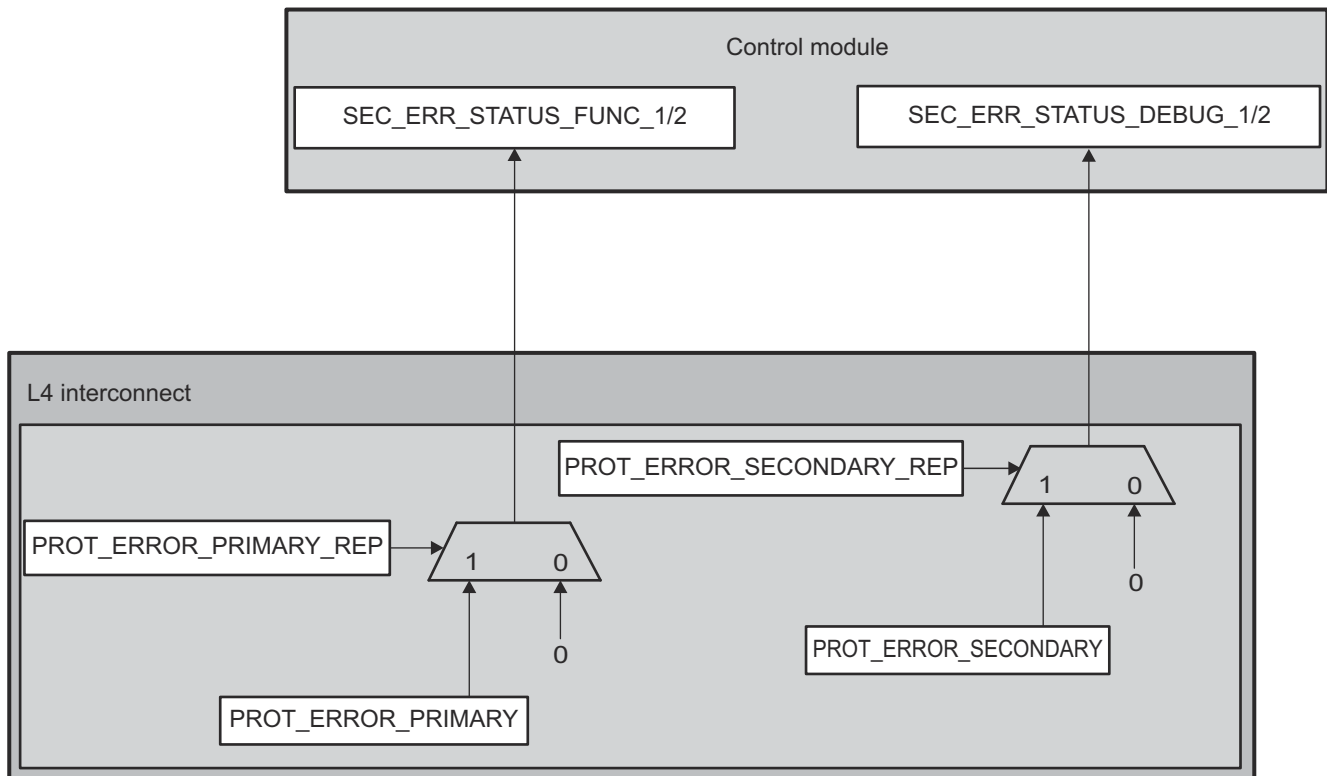 Control module
SEC_ERR_STATUS_FUNC_1/2
SEC_ERR_STATUS_DEBUG_1/2
L4 interconnect
PROT_ERROR_SECONDARY_REP
1
0
PROT_ERROR_PRIMARY_REP
1
0
0
0
PROT_ERROR_SECONDARY
PROT_ERROR_PRIMARY